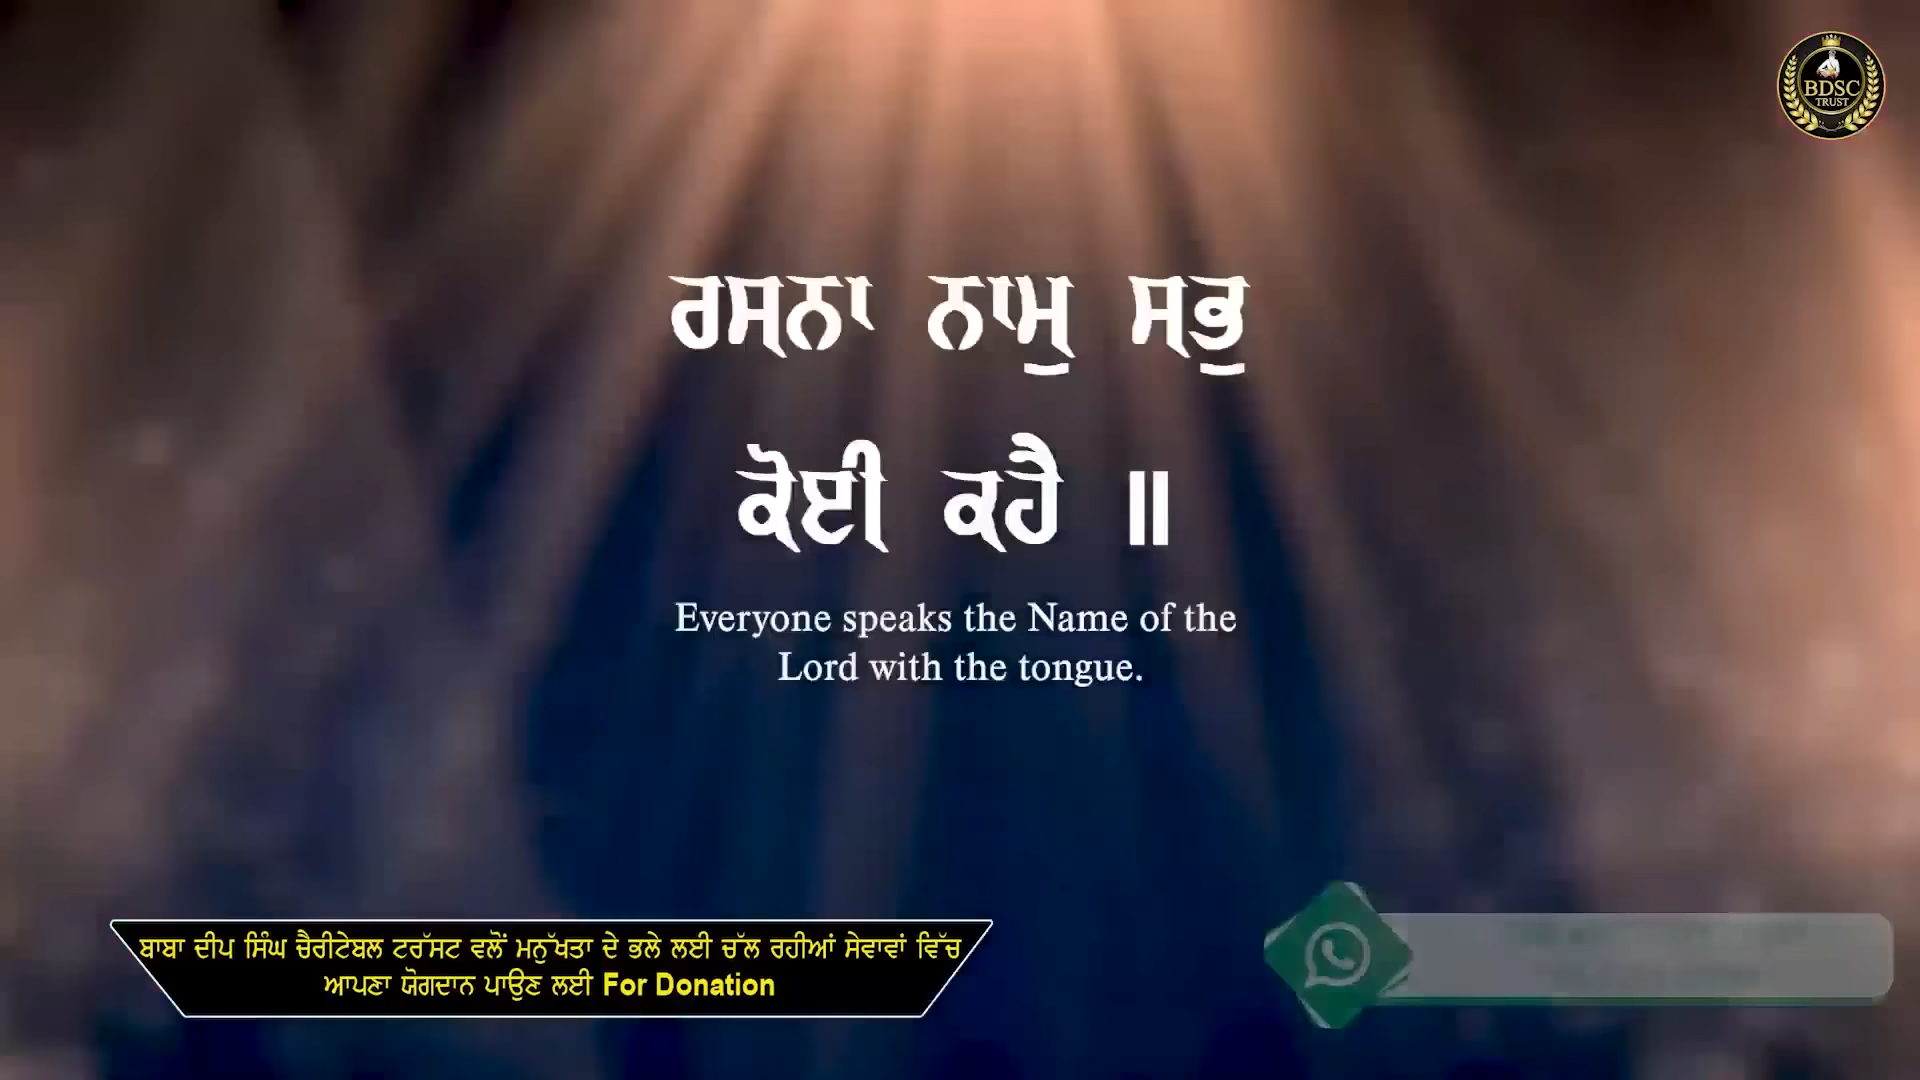 BDSC
TRUST
ਰਸਨਾ ਨਾਮੁ ਸਭੁ
ਕੋਈ ਕਹੈ ॥
Everyone speaks the Name of the
Lord with the tongue.
ਬਾਬਾ ਦੀਪ ਸਿੰਘ ਚੈਰੀਟੇਬਲ ਟਰੱਸਟ ਵਲੋਂ ਮਨੁੱਖਤਾ ਦੇ ਭਲੇ ਲਈ ਚੱਲ ਰਹੀਆਂ ਸੇਵਾਵਾਂ ਵਿੱਚ
ਆਪਣਾ ਯੋਗਦਾਨ ਪਾਉਣ ਲਈ For Donation